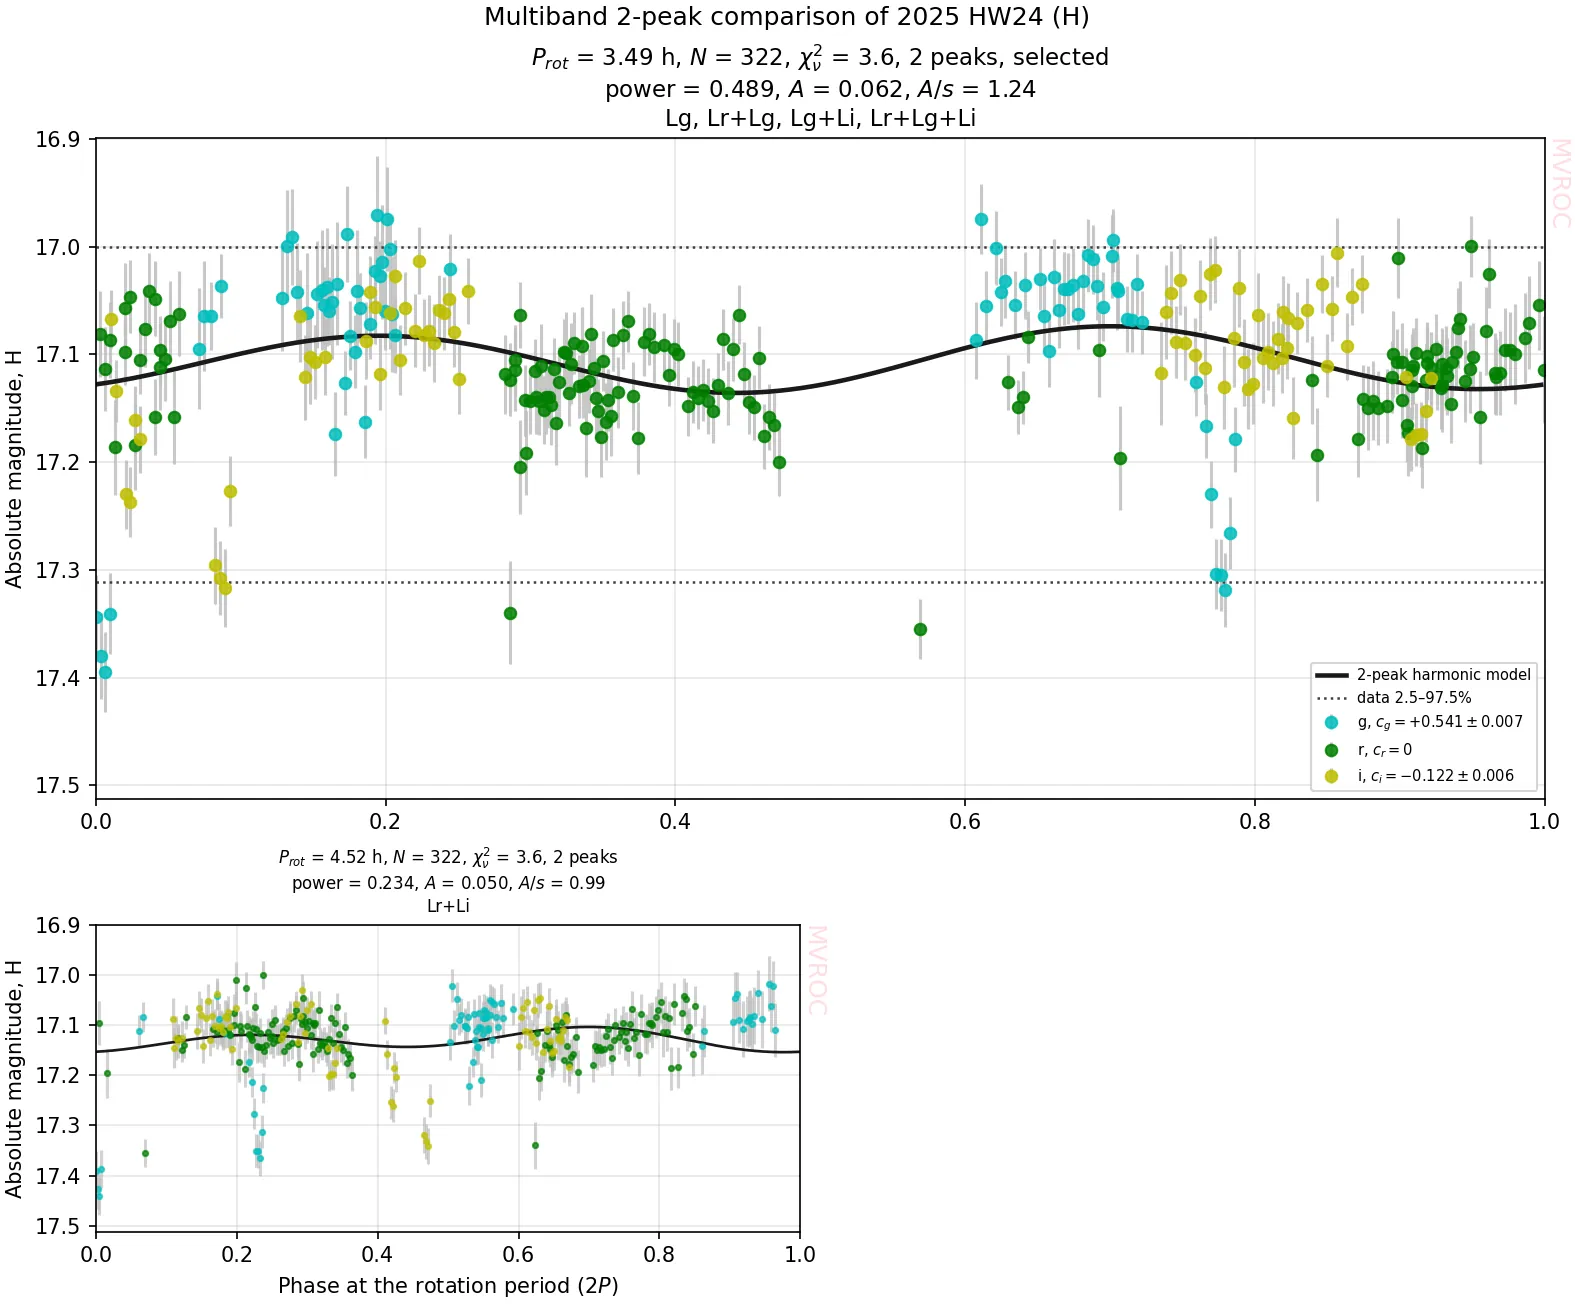 Multiband 2-peak comparison of 2025 HW24 (H)
P_rot = 3.49 h, N = 322, χ²_ν = 3.6, 2 peaks, selected
power = 0.489, A = 0.062, A/s = 1.24
Lg, Lr+Lg, Lg+Li, Lr+Lg+Li
16.9
17.0
17.1
17.2
17.3
17.4
17.5
Absolute magnitude, H
MVROC
2-peak harmonic model
data 2.5–97.5%
g, c_g = +0.541 ± 0.007
r, c_r = 0
i, c_i = −0.122 ± 0.006
0.0 0.2 0.4 0.6 0.8 1.0
P_rot = 4.52 h, N = 322, χ²_ν = 3.6, 2 peaks
power = 0.234, A = 0.050, A/s = 0.99
Lr+Li
16.9
17.0
17.1
17.2
17.3
17.4
17.5
Absolute magnitude, H
MVROC
0.0 0.2 0.4 0.6 0.8 1.0
Phase at the rotation period (2P)